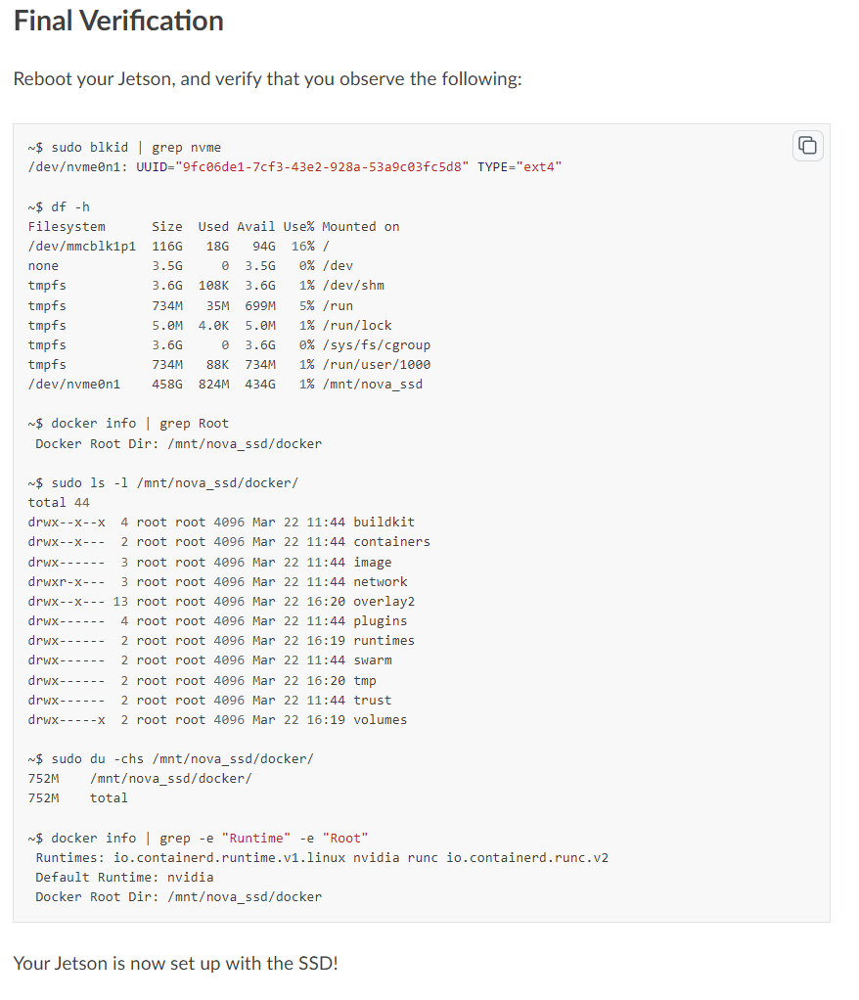 Final Verification
Reboot your Jetson, and verify that you observe the following:
~$ sudo blkid | grep nvme
/dev/nvme0n1: UUID="9fc06de1-7cf3-43e2-928a-53a9c03fc5d8" TYPE="ext4"
~$ df -h
Filesystem      Size  Used Avail Use% Mounted on
/dev/mmcblk1p1  116G   18G   94G  16% /
none            3.5G     0  3.5G   0% /dev
tmpfs           3.6G  108K  3.6G   1% /dev/shm
tmpfs           734M   35M  699M   5% /run
tmpfs           5.0M  4.0K  5.0M   1% /run/lock
tmpfs           3.6G     0  3.6G   0% /sys/fs/cgroup
tmpfs           734M   88K  734M   1% /run/user/1000
/dev/nvme0n1    458G  824M  434G   1% /mnt/nova_ssd
~$ docker info | grep Root
 Docker Root Dir: /mnt/nova_ssd/docker
~$ sudo ls -l /mnt/nova_ssd/docker/
total 44
drwx--x--x  4 root root 4096 Mar 22 11:44 buildkit
drwx--x---  2 root root 4096 Mar 22 11:44 containers
drwx------  3 root root 4096 Mar 22 11:44 image
drwxr-x---  3 root root 4096 Mar 22 11:44 network
drwx--x--- 13 root root 4096 Mar 22 16:20 overlay2
drwx------  4 root root 4096 Mar 22 11:44 plugins
drwx------  2 root root 4096 Mar 22 16:19 runtimes
drwx------  2 root root 4096 Mar 22 11:44 swarm
drwx------  2 root root 4096 Mar 22 16:20 tmp
drwx------  2 root root 4096 Mar 22 11:44 trust
drwx-----x  2 root root 4096 Mar 22 16:19 volumes
~$ sudo du -chs /mnt/nova_ssd/docker/
752M    /mnt/nova_ssd/docker/
752M    total
~$ docker info | grep -e "Runtime" -e "Root"
 Runtimes: io.containerd.runtime.v1.linux nvidia runc io.containerd.runc.v2
 Default Runtime: nvidia
 Docker Root Dir: /mnt/nova_ssd/docker
Your Jetson is now set up with the SSD!